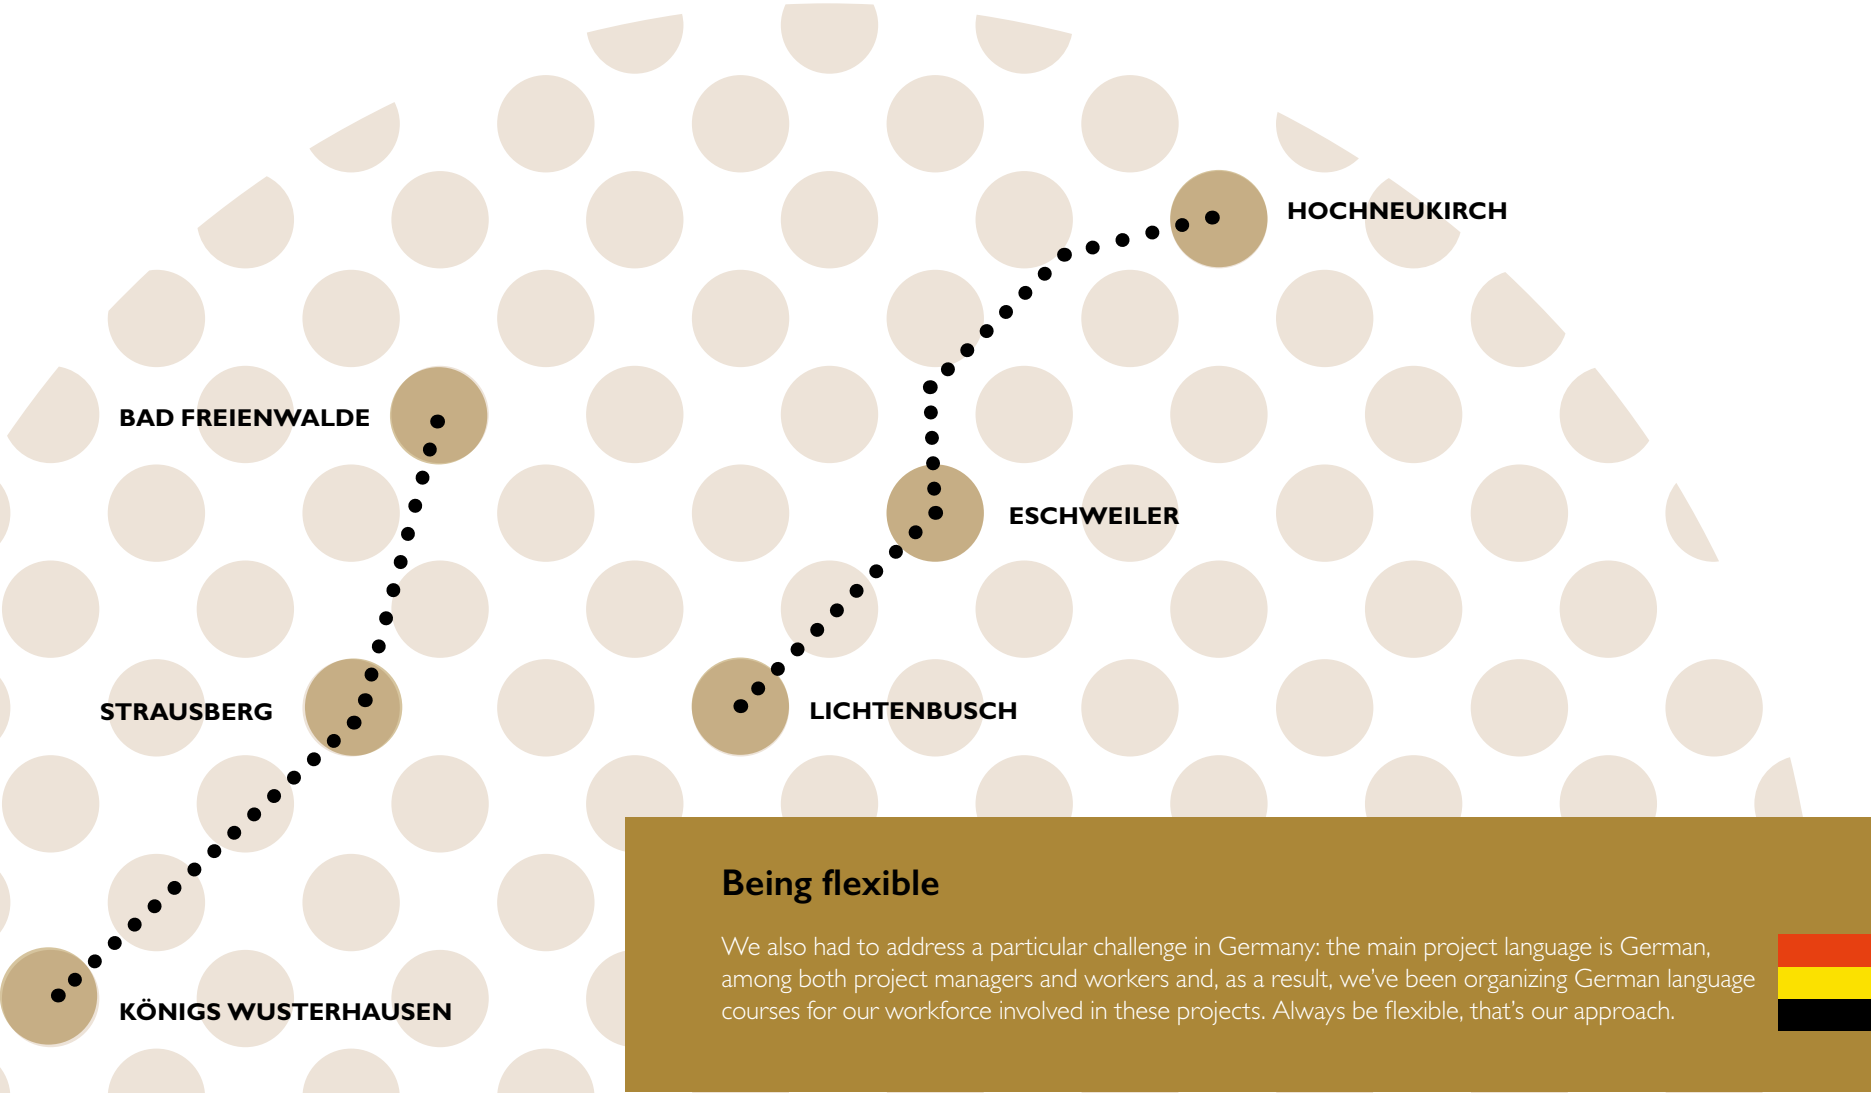 HOCHNEUKIRCH
BAD FREIENWALDE
ESCHWEILER
STRAUSBERG
LICHTENBUSCH
KÖNIGS WUSTERHAUSEN
Being flexible
We also had to address a particular challenge in Germany: the main project language is German,
among both project managers and workers and, as a result, we’ve been organizing German language
courses for our workforce involved in these projects. Always be flexible, that’s our approach.